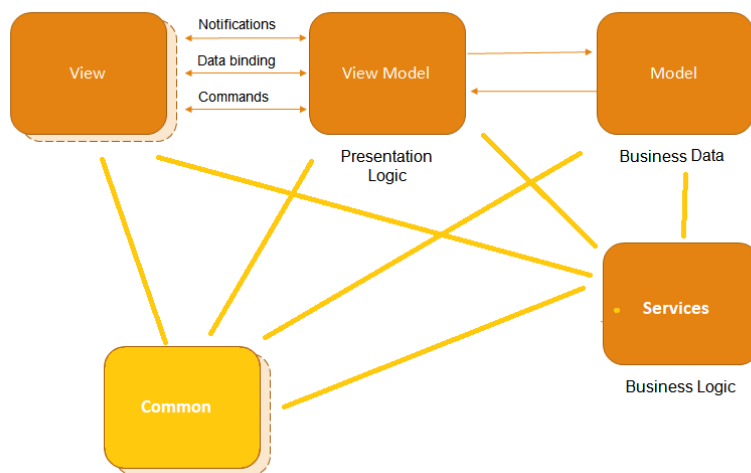 Notifications
View
Data binding
View Model
Model
Commands
Presentation
Logic
Business Data
Services
Business Logic
Common